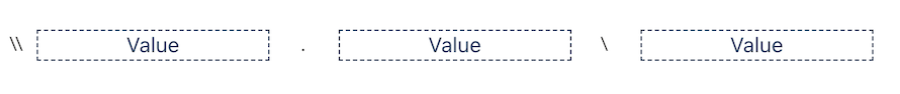 \\ Value . Value \ Value